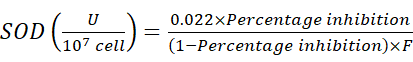 SOD (U/10⁷ cell) = 0.022×Percentage inhibition / (1−Percentage inhibition)×F